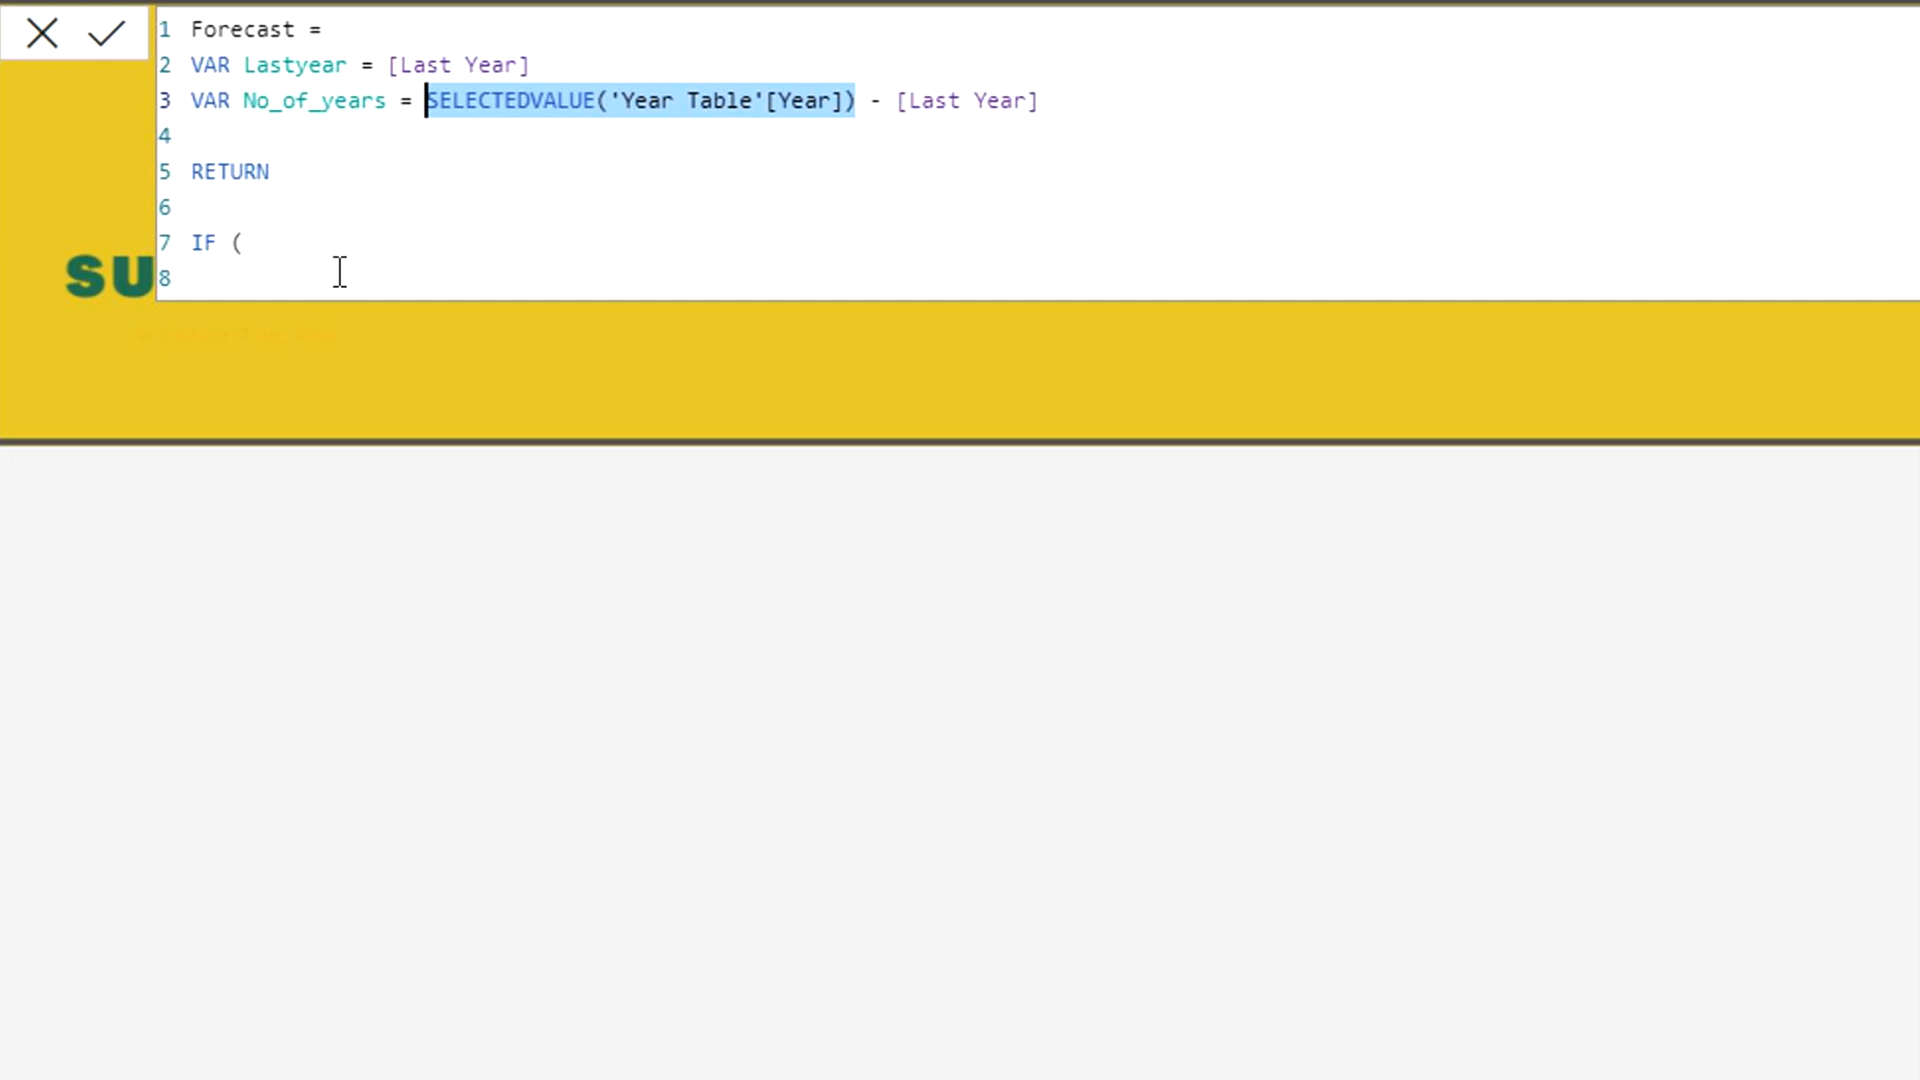 1 Forecast =
2 VAR Lastyear = [Last Year]
3 VAR No_of_years = SELECTEDVALUE('Year Table'[Year]) - [Last Year]
4
5 RETURN
6
7 IF (
8
SU